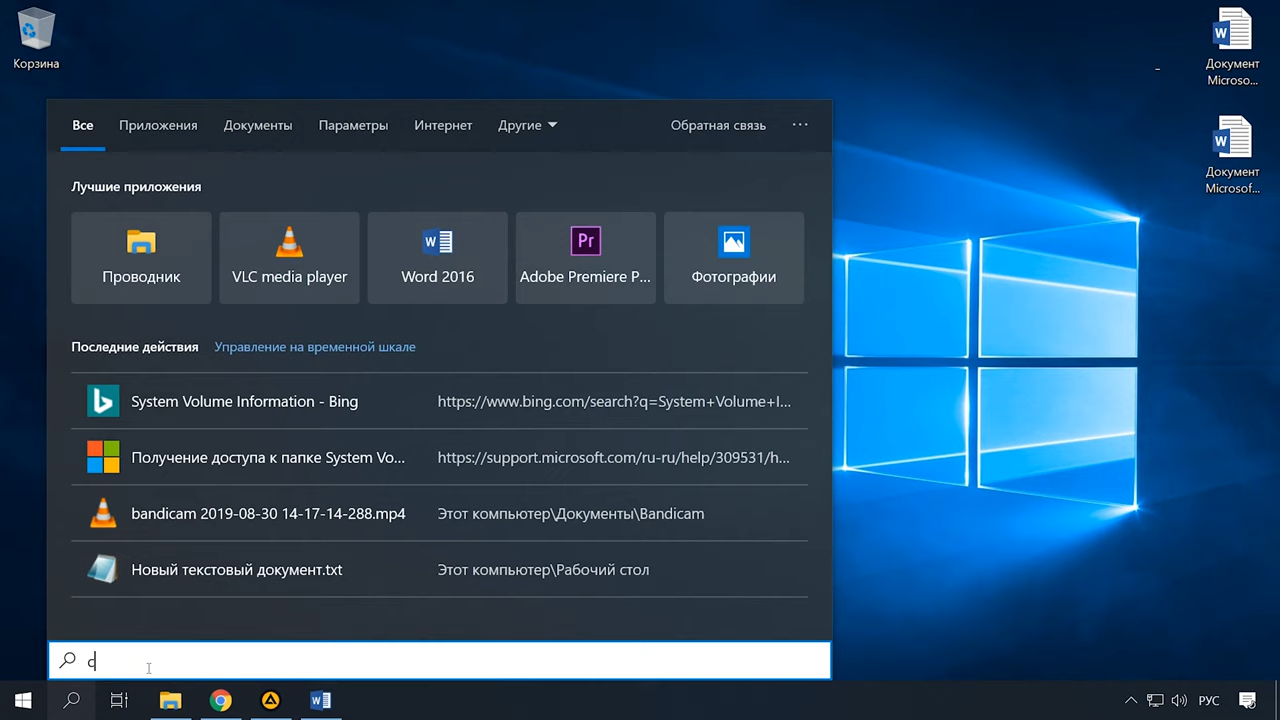 Корзина
Документ
Microso...
Документ
Microsof...
Все
Приложения
Документы
Параметры
Интернет
Другие
Обратная связь
Лучшие приложения
Проводник
VLC media player
W
Word 2016
Pr
Adobe Premiere P...
Фотографии
Последние действия
Управление на временной шкале
System Volume Information - Bing
https://www.bing.com/search?q=System+Volume+I...
Получение доступа к папке System Vo...
https://support.microsoft.com/ru-ru/help/309531/h...
bandicam 2019-08-30 14-17-14-288.mp4
Этот компьютер\Документы\Bandicam
Новый текстовый документ.txt
Этот компьютер\Рабочий стол
с
РУС